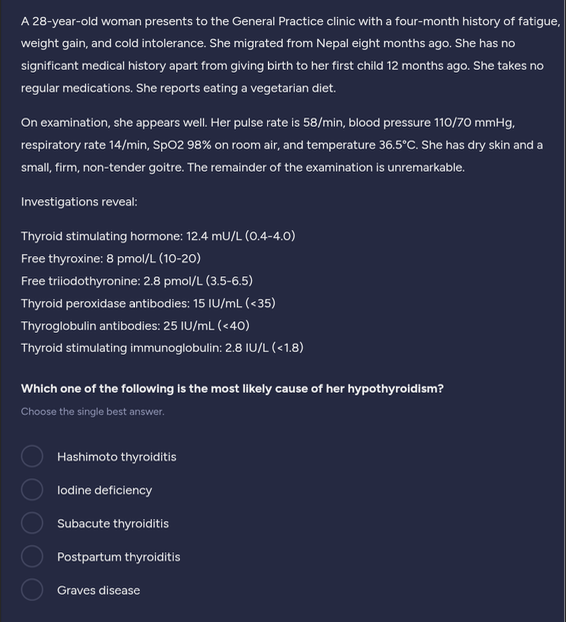 A 28-year-old woman presents to the General Practice clinic with a four-month history of fatigue,
weight gain, and cold intolerance. She migrated from Nepal eight months ago. She has no
significant medical history apart from giving birth to her first child 12 months ago. She takes no
regular medications. She reports eating a vegetarian diet.
On examination, she appears well. Her pulse rate is 58/min, blood pressure 110/70 mmHg,
respiratory rate 14/min, SpO2 98% on room air, and temperature 36.5°C. She has dry skin and a
small, firm, non-tender goitre. The remainder of the examination is unremarkable.
Investigations reveal:
Thyroid stimulating hormone: 12.4 mU/L (0.4-4.0)
Free thyroxine: 8 pmol/L (10-20)
Free triiodothyronine: 2.8 pmol/L (3.5-6.5)
Thyroid peroxidase antibodies: 15 IU/mL (<35)
Thyroglobulin antibodies: 25 IU/mL (<40)
Thyroid stimulating immunoglobulin: 2.8 IU/L (<1.8)
Which one of the following is the most likely cause of her hypothyroidism?
Choose the single best answer.
Hashimoto thyroiditis
Iodine deficiency
Subacute thyroiditis
Postpartum thyroiditis
Graves disease